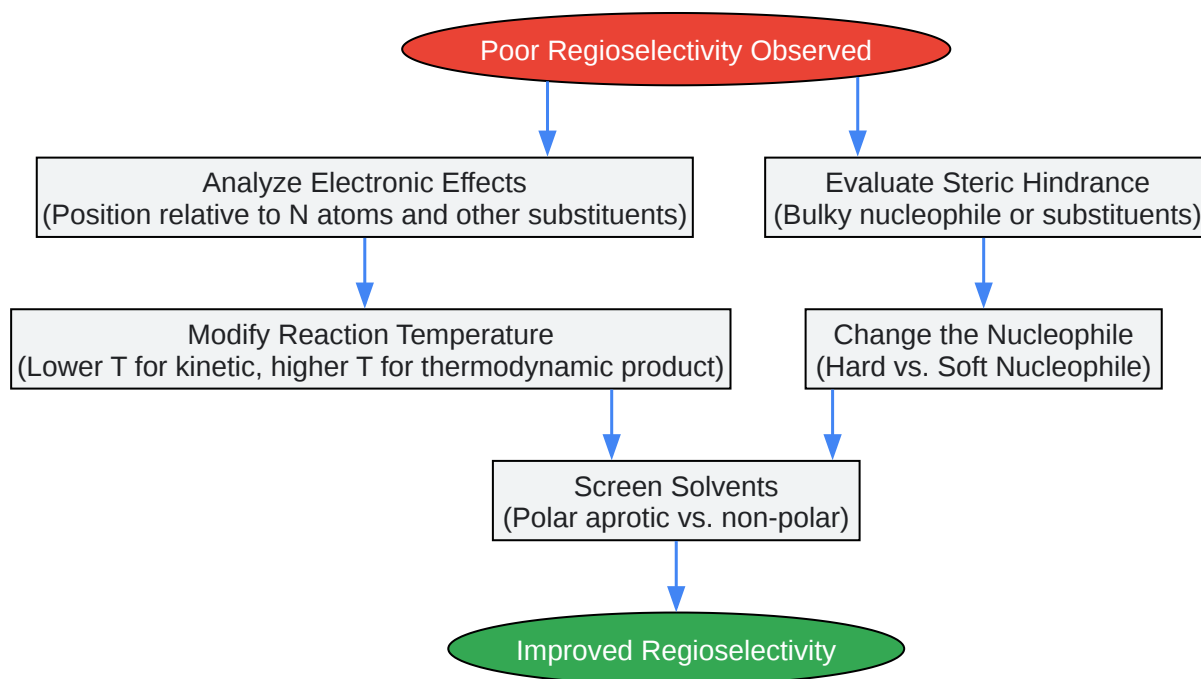 Poor Regioselectivity Observed
Analyze Electronic Effects
(Position relative to N atoms and other substituents)
Evaluate Steric Hindrance
(Bulky nucleophile or substituents)
Modify Reaction Temperature
(Lower T for kinetic, higher T for thermodynamic product)
Change the Nucleophile
(Hard vs. Soft Nucleophile)
Screen Solvents
(Polar aprotic vs. non-polar)
Improved Regioselectivity